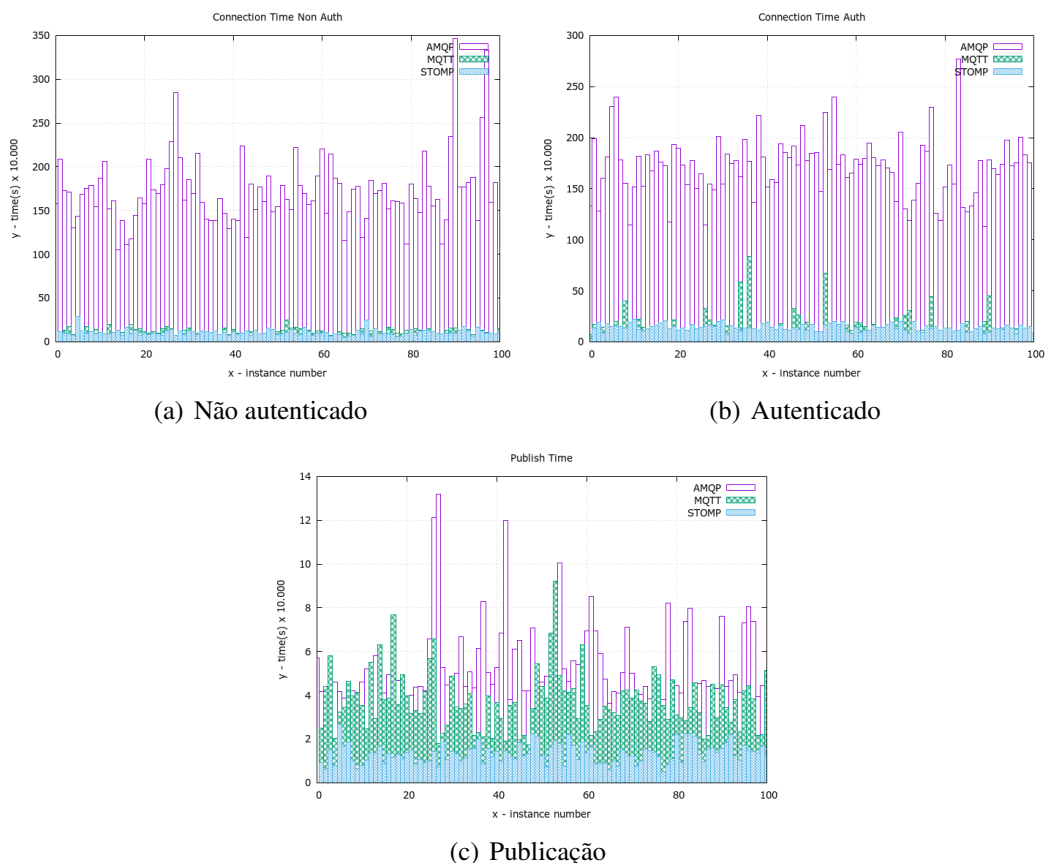 Connection Time Non Auth
350
300
250
200
150
100
50
0
y - time(s) x 10.000
AMQP
MQTT
STOMP
0 20 40 60 80 100
x - instance number
(a) Não autenticado
Connection Time Auth
300
250
200
150
100
50
0
y - time(s) x 10.000
AMQP
MQTT
STOMP
0 20 40 60 80 100
x - instance number
(b) Autenticado
Publish Time
14
12
10
8
6
4
2
0
y - time(s) x 10.000
AMQP
MQTT
STOMP
0 20 40 60 80 100
x - instance number
(c) Publicação